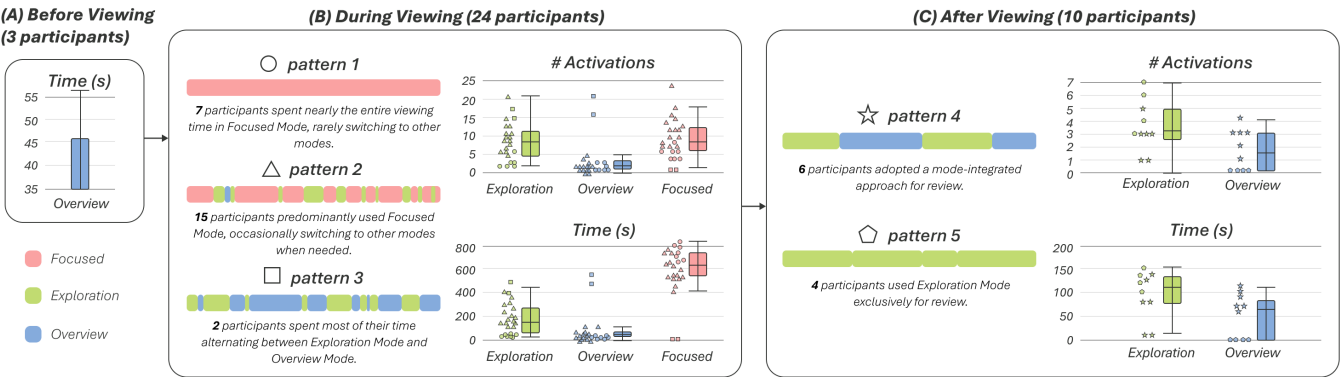 (A) Before Viewing
(3 participants)
Time (s)
55
50
45
40
35
Overview
Focused
Exploration
Overview
(B) During Viewing (24 participants)
pattern 1
7 participants spent nearly the entire viewing
time in Focused Mode, rarely switching to other
modes.
pattern 2
15 participants predominantly used Focused
Mode, occasionally switching to other modes
when needed.
pattern 3
2 participants spent most of their time
alternating between Exploration Mode and
Overview Mode.
# Activations
25
20
15
10
5
0
Exploration Overview Focused
Time (s)
800
600
400
200
0
Exploration Overview Focused
(C) After Viewing (10 participants)
pattern 4
6 participants adopted a mode-integrated
approach for review.
pattern 5
4 participants used Exploration Mode
exclusively for review.
# Activations
7
6
5
4
3
2
1
0
Exploration Overview
Time (s)
200
150
100
50
0
Exploration Overview